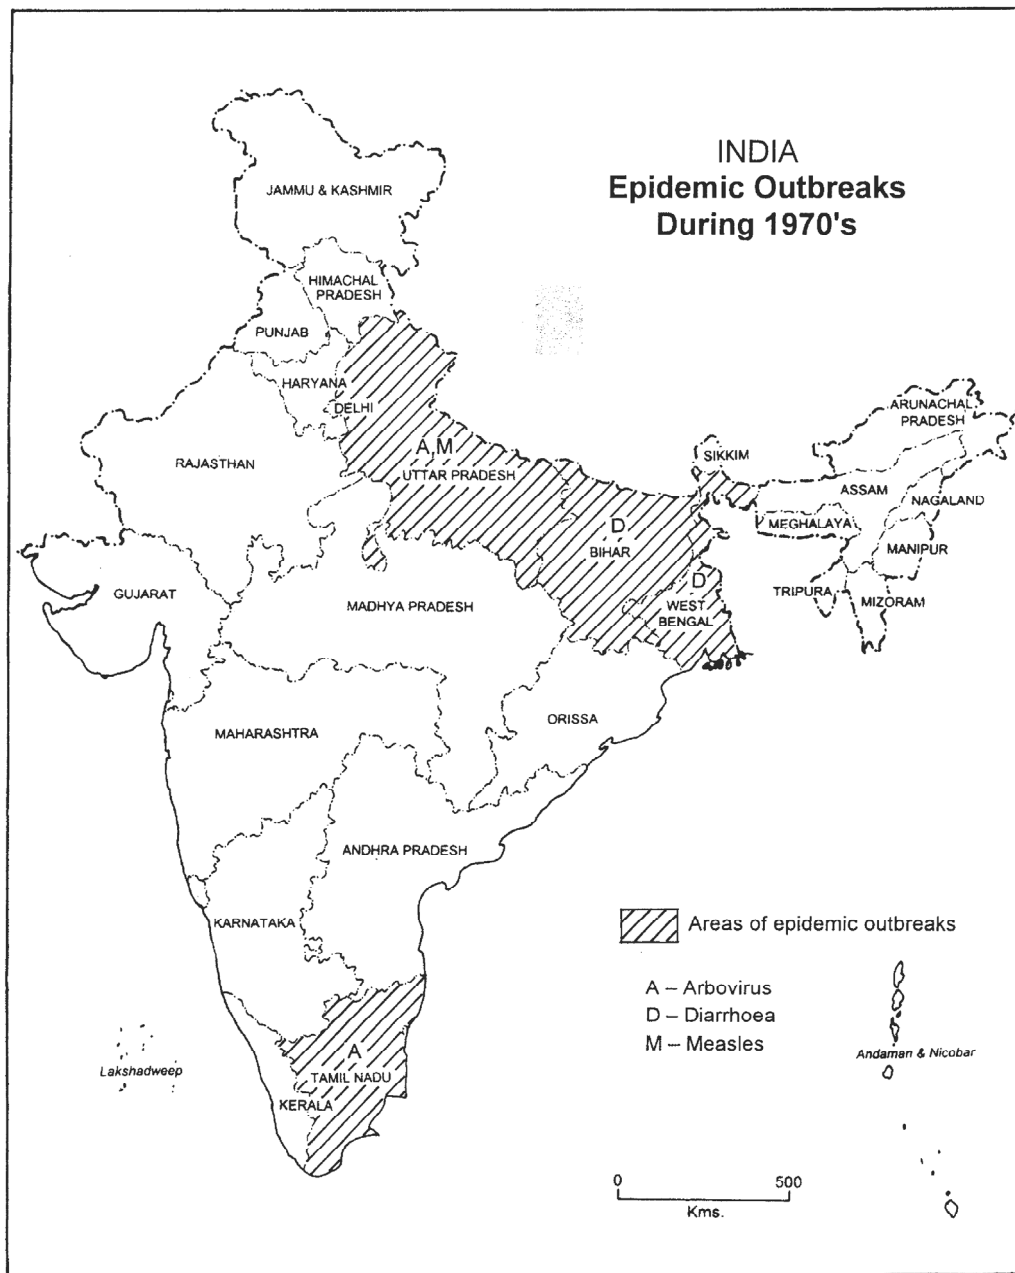 INDIA
Epidemic Outbreaks
During 1970's
JAMMU & KASHMIR
HIMACHAL
PRADESH
PUNJAB
HARYANA
DELHI
ARUNACHAL
PRADESH
RAJASTHAN
A,M
UTTAR PRADESH
SIKKIM
ASSAM
NAGALAND
MEGHALAYA
D
BIHAR
MANIPUR
GUJARAT
MADHYA PRADESH
D
WEST
BENGAL
TRIPURA
MIZORAM
MAHARASHTRA
ORISSA
ANDHRA PRADESH
KARNATAKA
Areas of epidemic outbreaks
A – Arbovirus
D – Diarrhoea
M – Measles
A
TAMIL NADU
KERALA
Lakshadweep
Andaman & Nicobar
0 500
Kms.